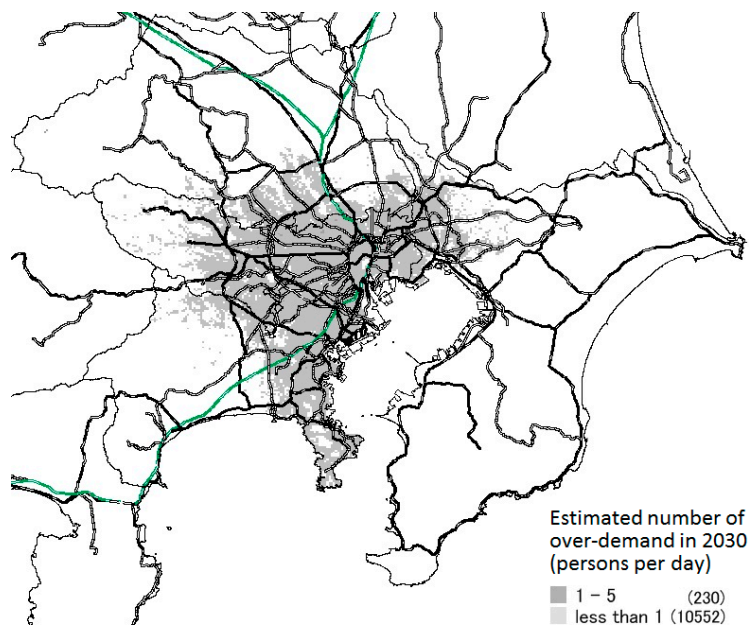 Estimated number of
over-demand in 2030
(persons per day)
1 – 5 (230)
less than 1 (10552)